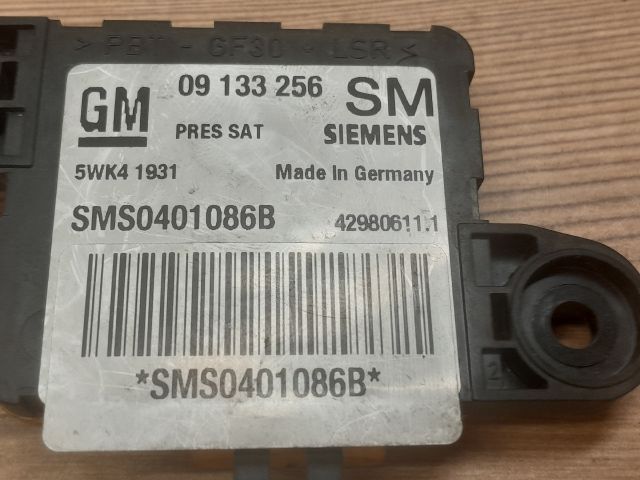 > PBT - GF30 • LSR <
GM 09 133 256 SM
PRES SAT SIEMENS
5WK4 1931 Made In Germany
SMS0401086B 42980611.1
*SMS0401086B*
2